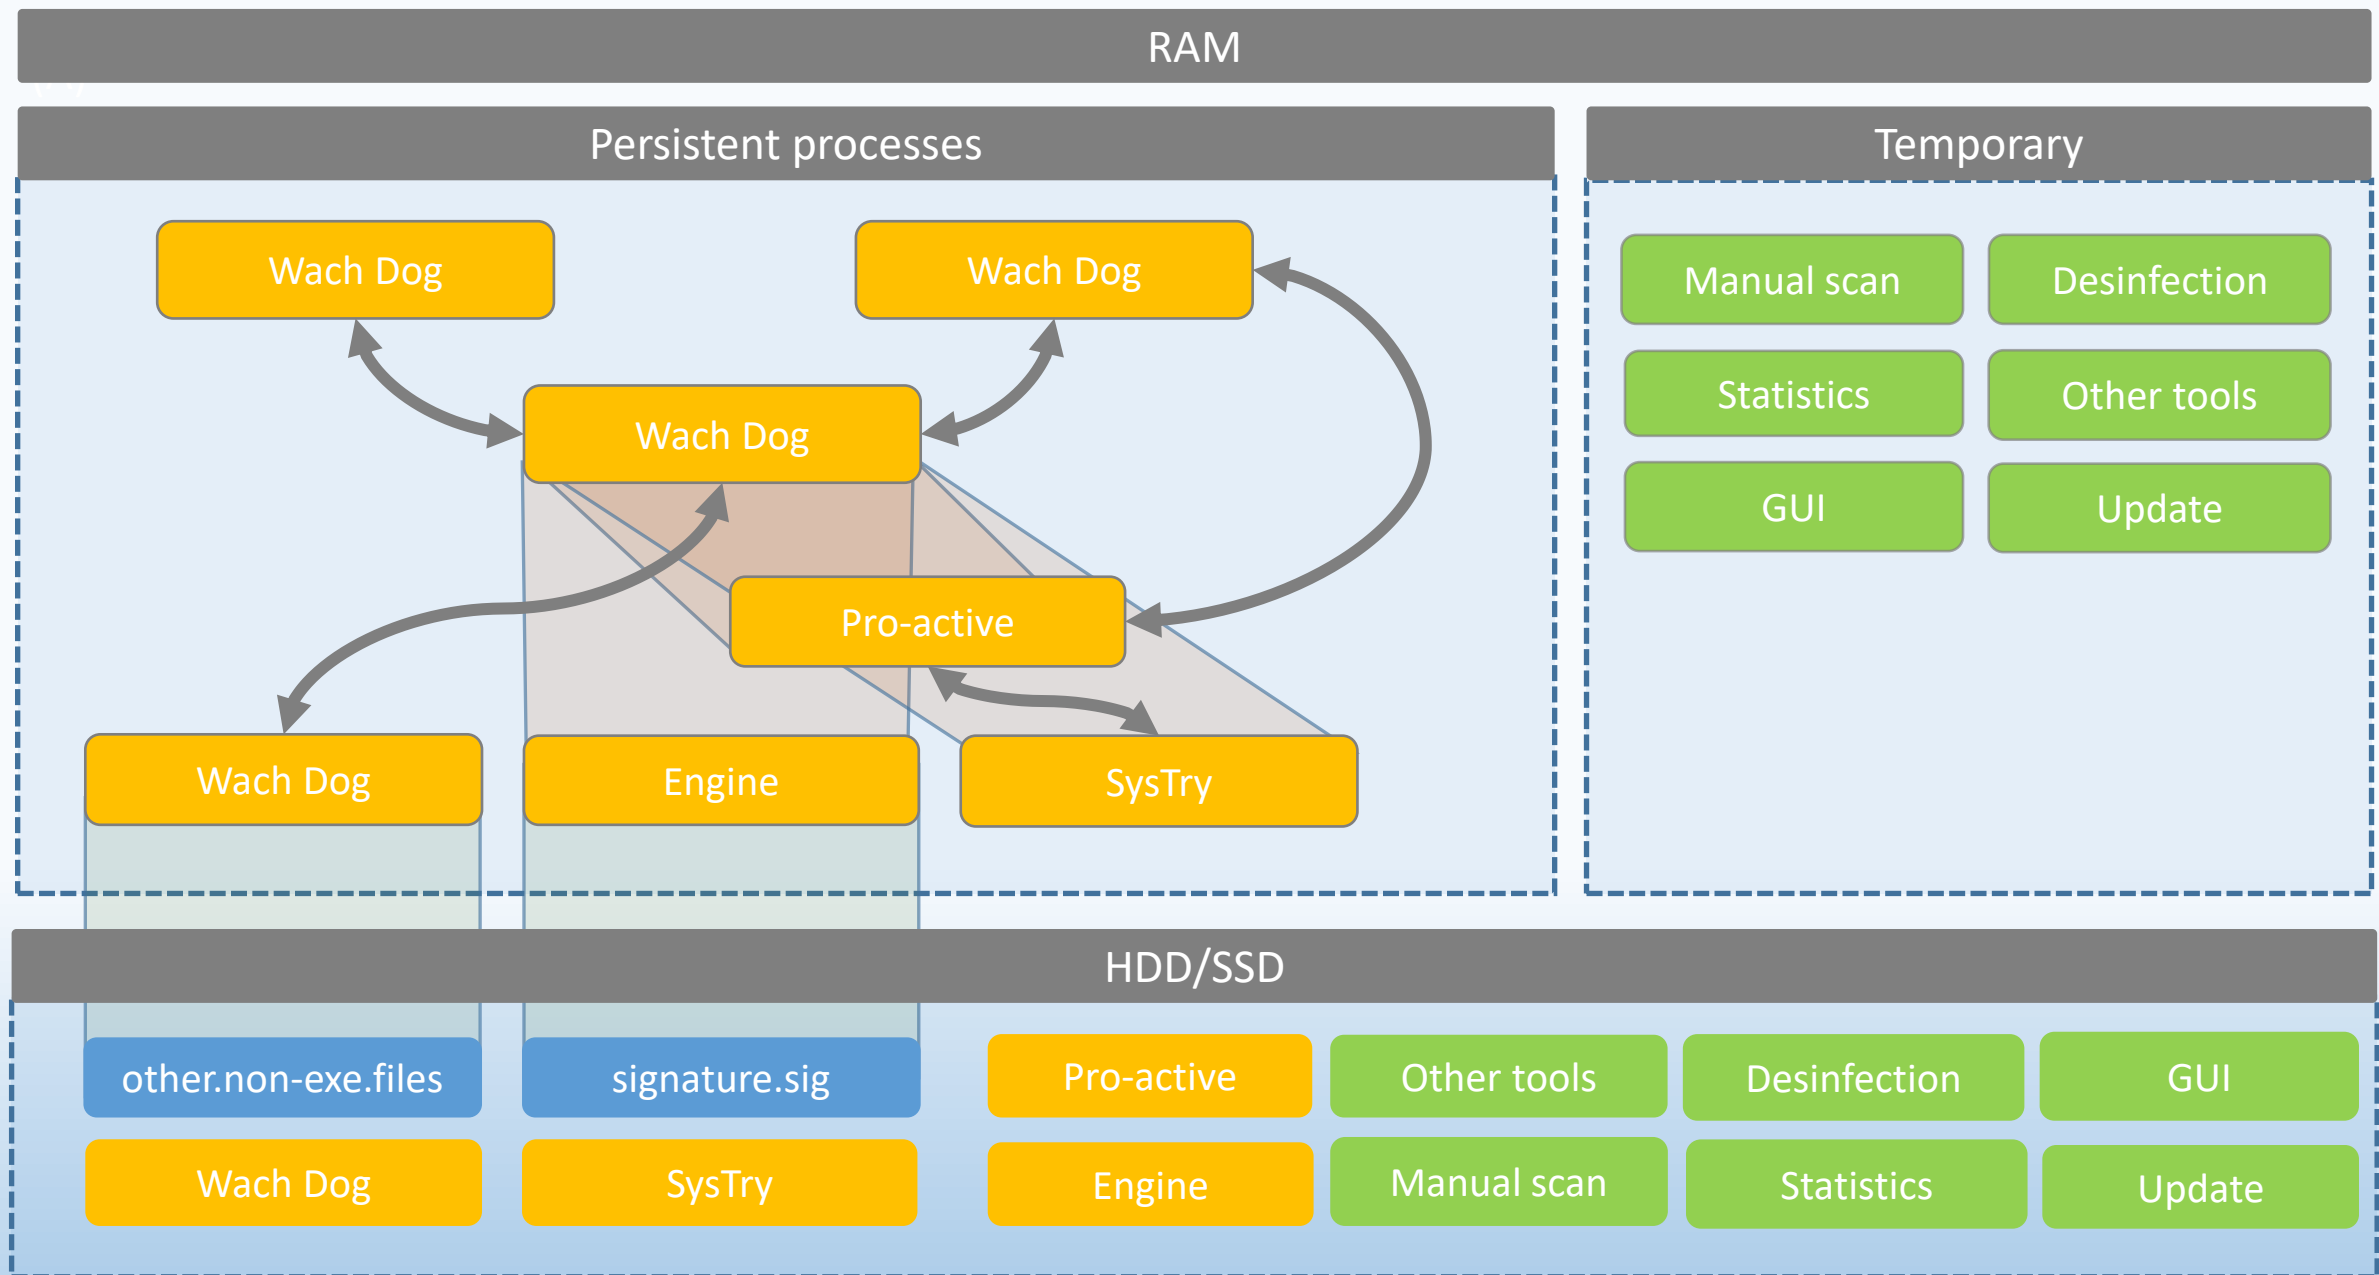 RAM
Persistent processes
Temporary
Wach Dog
Wach Dog
Wach Dog
Pro-active
Wach Dog
Engine
SysTry
Manual scan
Desinfection
Statistics
Other tools
GUI
Update
HDD/SSD
other.non-exe.files
signature.sig
Pro-active
Other tools
Desinfection
GUI
Wach Dog
SysTry
Engine
Manual scan
Statistics
Update